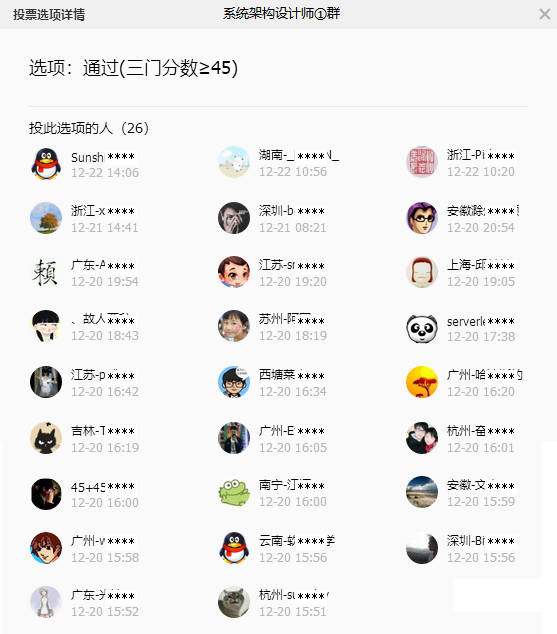 投票选项详情
系统架构设计师①群
选项：通过(三门分数≥45)
投此选项的人（26）
Sunsh****
12-22 14:06
湖南-_****N_
12-22 10:56
浙江-Pi****
12-22 10:20
浙江-x****
12-21 14:41
深圳-b****
12-21 08:21
安徽滁****
12-20 20:54
广东-A****
12-20 19:54
江苏-sr****
12-20 19:20
上海-邱****
12-20 19:05
、故人****
12-20 18:43
苏州-阿****
12-20 18:19
serverle****
12-20 17:38
江苏-p****
12-20 16:42
西塘菜****
12-20 16:34
广州-哈****的
12-20 16:20
吉林-T****
12-20 16:19
广州-E****
12-20 16:05
杭州-奋****
12-20 16:01
45+45****
12-20 16:00
南宁-江****
12-20 16:00
安徽-文****
12-20 15:59
广州-w****
12-20 15:58
云南-软****学
12-20 15:56
深圳-Bi****
12-20 15:56
广东-****
12-20 15:52
杭州-su****y
12-20 15:51